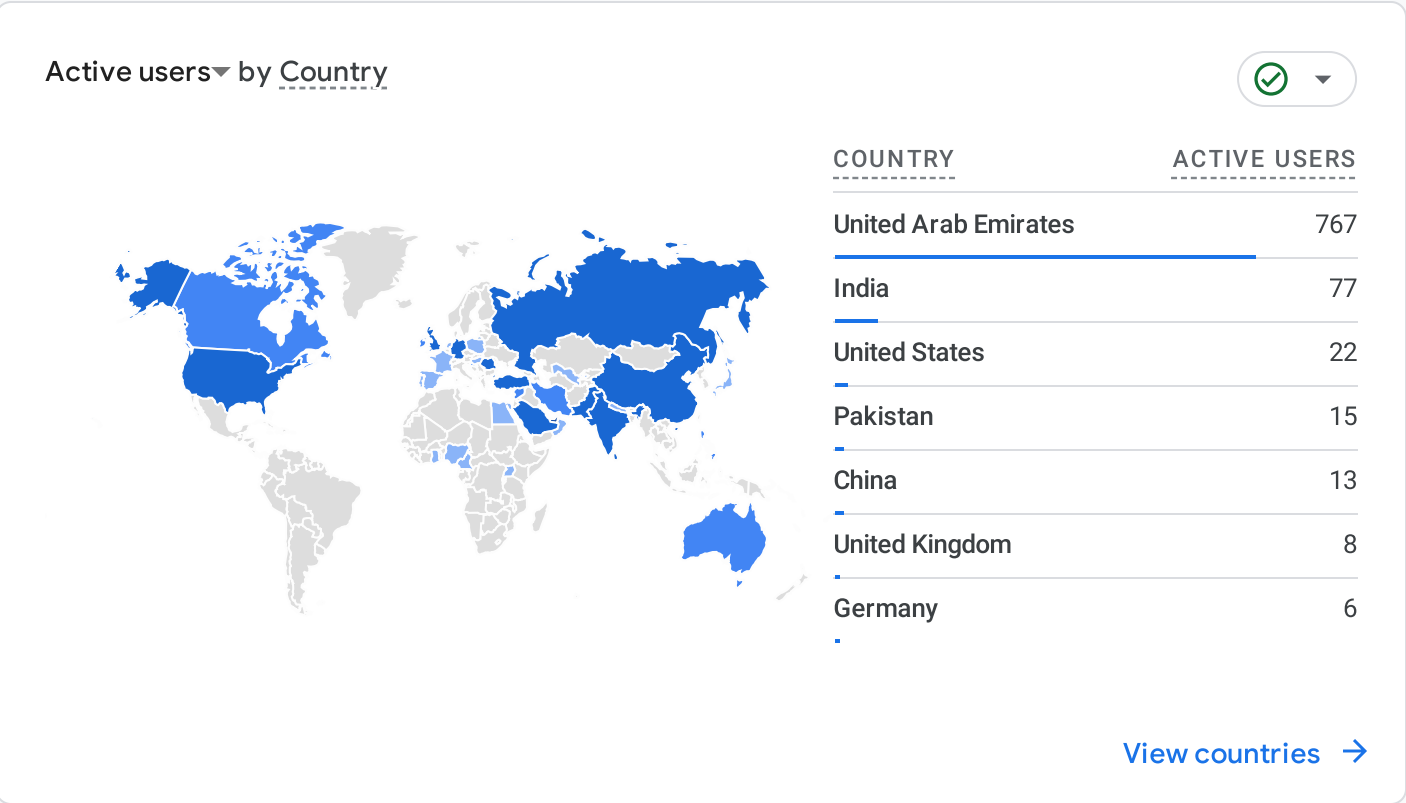 Active users by Country
COUNTRY ACTIVE USERS
United Arab Emirates 767
India 77
United States 22
Pakistan 15
China 13
United Kingdom 8
Germany 6
View countries